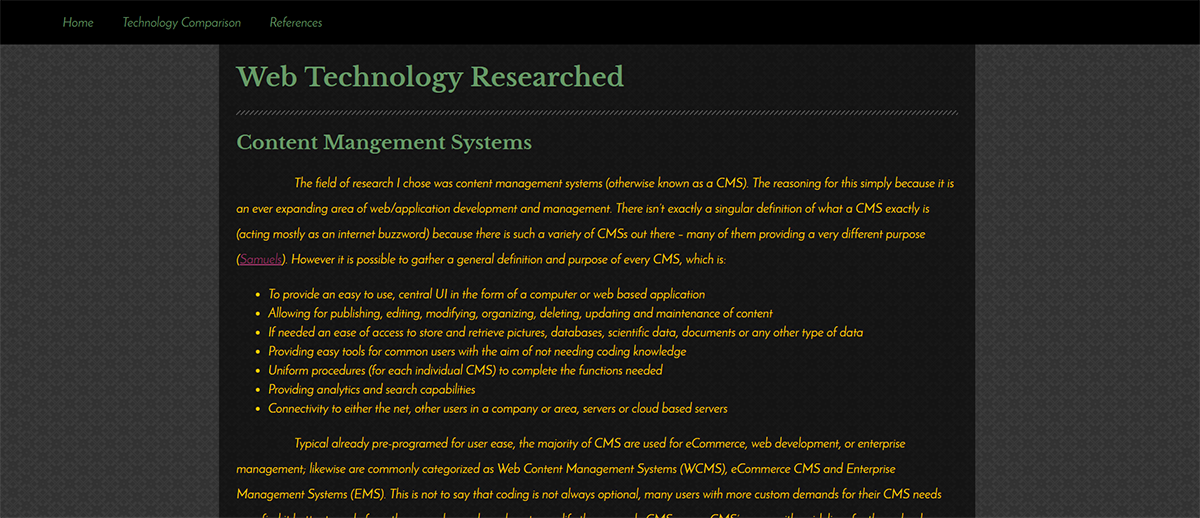 Home Technology Comparison References
Web Technology Researched
Content Mangement Systems
The field of research I chose was content management systems (otherwise known as a CMS). The reasoning for this simply because it is
an ever expanding area of web/application development and management. There isn't exactly a singular definition of what a CMS exactly is
(acting mostly as an internet buzzword) because there is such a variety of CMSs out there – many of them providing a very different purpose
(Samuels). However it is possible to gather a general definition and purpose of every CMS, which is:
• To provide an easy to use, central UI in the form of a computer or web based application
• Allowing for publishing, editing, modifying, organizing, deleting, updating and maintenance of content
• If needed an ease of access to store and retrieve pictures, databases, scientific data, documents or any other type of data
• Providing easy tools for common users with the aim of not needing coding knowledge
• Uniform procedures (for each individual CMS) to complete the functions needed
• Providing analytics and search capabilities
• Connectivity to either the net, other users in a company or area, servers or cloud based servers
Typical already pre-programed for user ease, the majority of CMS are used for eCommerce, web development, or enterprise
management; likewise are commonly categorized as Web Content Management Systems (WCMS), eCommerce CMS and Enterprise
Management Systems (EMS). This is not to say that coding is not always optional, many users with more custom demands for their CMS needs